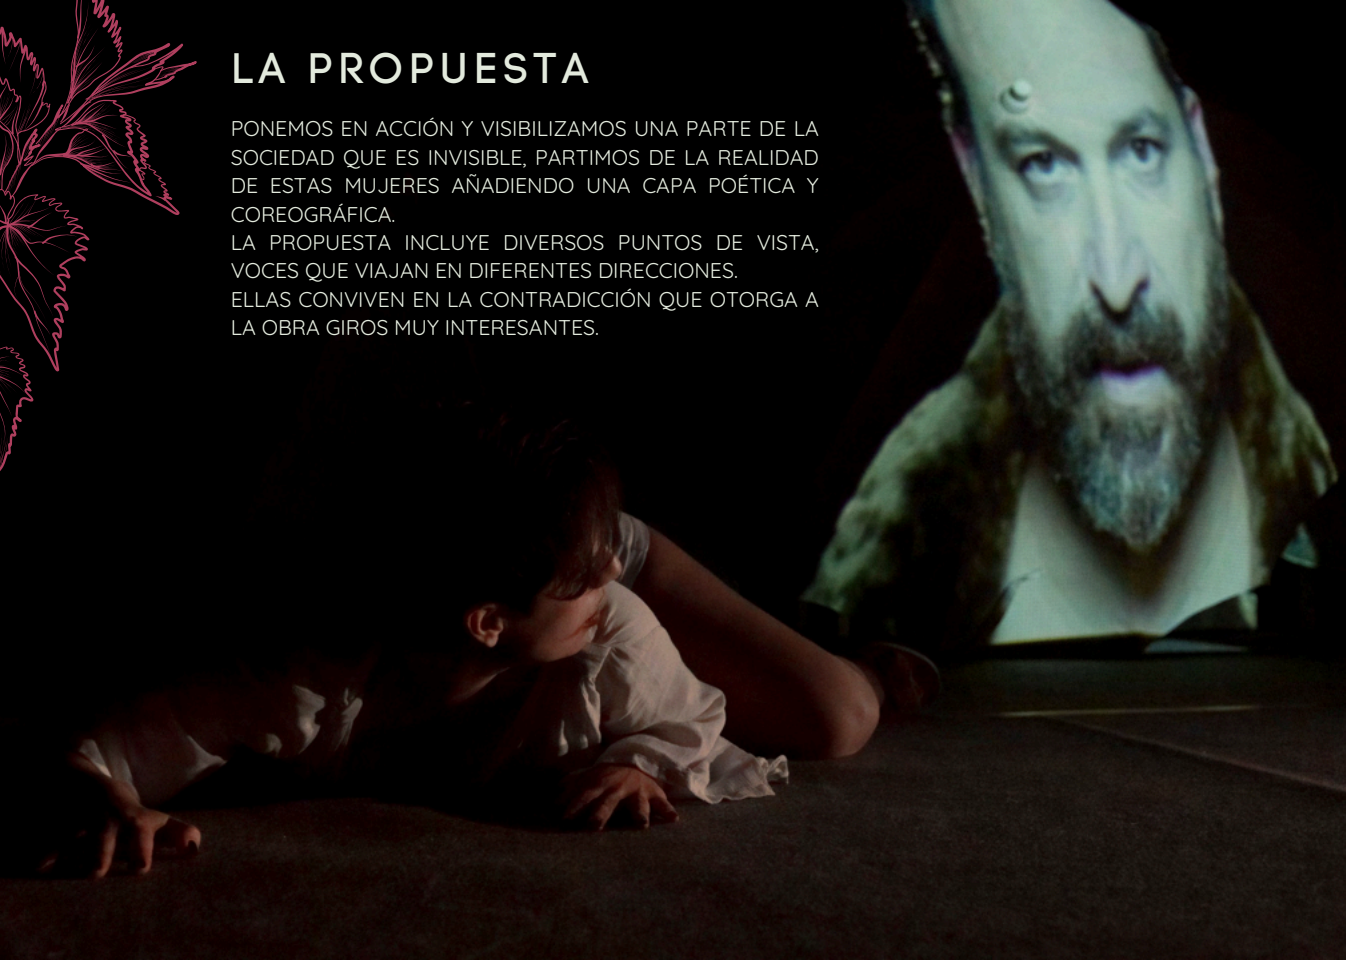 LA PROPUESTA
PONEMOS EN ACCIÓN Y VISIBILIZAMOS UNA PARTE DE LA
SOCIEDAD QUE ES INVISIBLE, PARTIMOS DE LA REALIDAD
DE ESTAS MUJERES AÑADIENDO UNA CAPA POÉTICA Y
COREOGRÁFICA.
LA PROPUESTA INCLUYE DIVERSOS PUNTOS DE VISTA,
VOCES QUE VIAJAN EN DIFERENTES DIRECCIONES.
ELLAS CONVIVEN EN LA CONTRADICCIÓN QUE OTORGA A
LA OBRA GIROS MUY INTERESANTES.